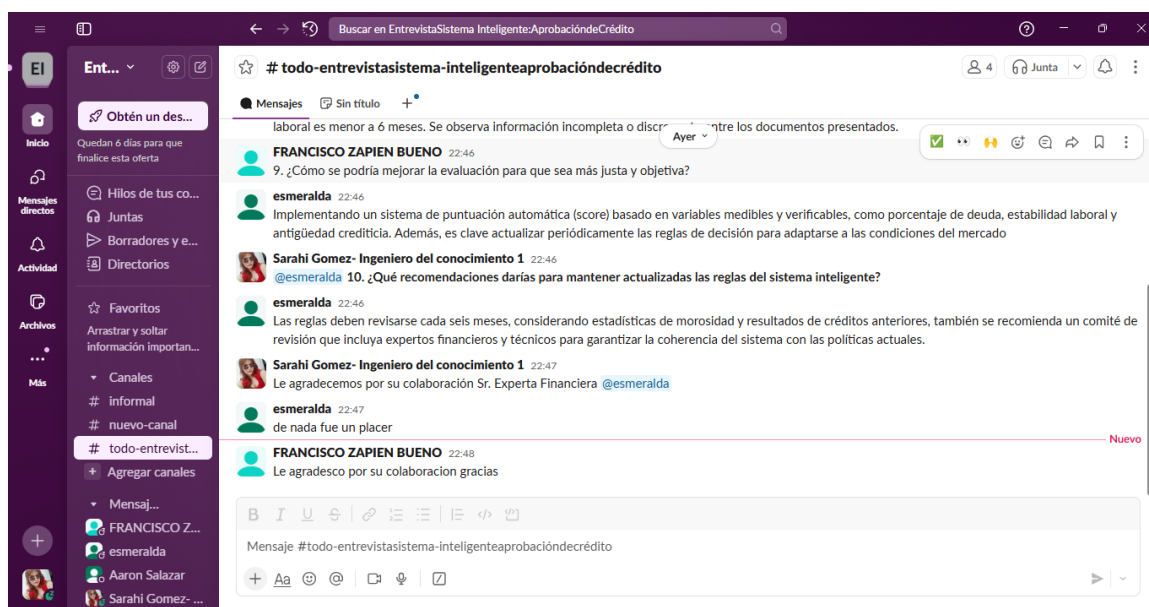 Buscar en EntrevistaSistema Inteligente:AprobacióndeCrédito
EI
Inicio
Mensajes directos
Actividad
Archivos
Más
Ent...
Obtén un des...
Quedan 6 días para que
finalice esta oferta
Hilos de tus co...
Juntas
Borradores y e...
Directorios
Favoritos
Arrastrar y soltar
información importan...
Canales
# informal
# nuevo-canal
# todo-entrevist...
+ Agregar canales
Mensaj...
FRANCISCO Z...
esmeralda
Aaron Salazar
Sarahi Gomez- ...
# todo-entrevistasistema-inteligenteaprobacióndecrédito
4
Junta
Mensajes
Sin título
+
laboral es menor a 6 meses. Se observa información incompleta o entre los documentos presentados.
Ayer
FRANCISCO ZAPIEN BUENO 22:46
9. ¿Cómo se podría mejorar la evaluación para que sea más justa y objetiva?
esmeralda 22:46
Implementando un sistema de puntuación automática (score) basado en variables medibles y verificables, como porcentaje de deuda, estabilidad laboral y
antigüedad crediticia. Además, es clave actualizar periódicamente las reglas de decisión para adaptarse a las condiciones del mercado
Sarahi Gomez- Ingeniero del conocimiento 1 22:46
@esmeralda 10. ¿Qué recomendaciones darías para mantener actualizadas las reglas del sistema inteligente?
esmeralda 22:46
Las reglas deben revisarse cada seis meses, considerando estadísticas de morosidad y resultados de créditos anteriores, también se recomienda un comité de
revisión que incluya expertos financieros y técnicos para garantizar la coherencia del sistema con las políticas actuales.
Sarahi Gomez- Ingeniero del conocimiento 1 22:47
Le agradecemos por su colaboración Sr. Experta Financiera @esmeralda
esmeralda 22:47
de nada fue un placer
Nuevo
FRANCISCO ZAPIEN BUENO 22:48
Le agradesco por su colaboracion gracias
B I U S
Mensaje #todo-entrevistasistema-inteligenteaprobacióndecrédito
+ Aa @